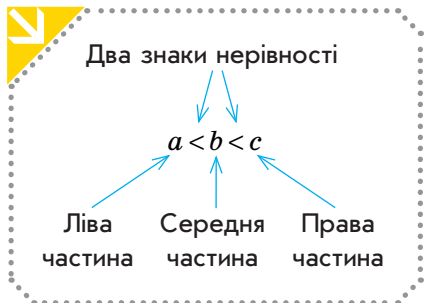 Два знаки нерівності
a < b < c
Ліва Середня Права
частина частина частина